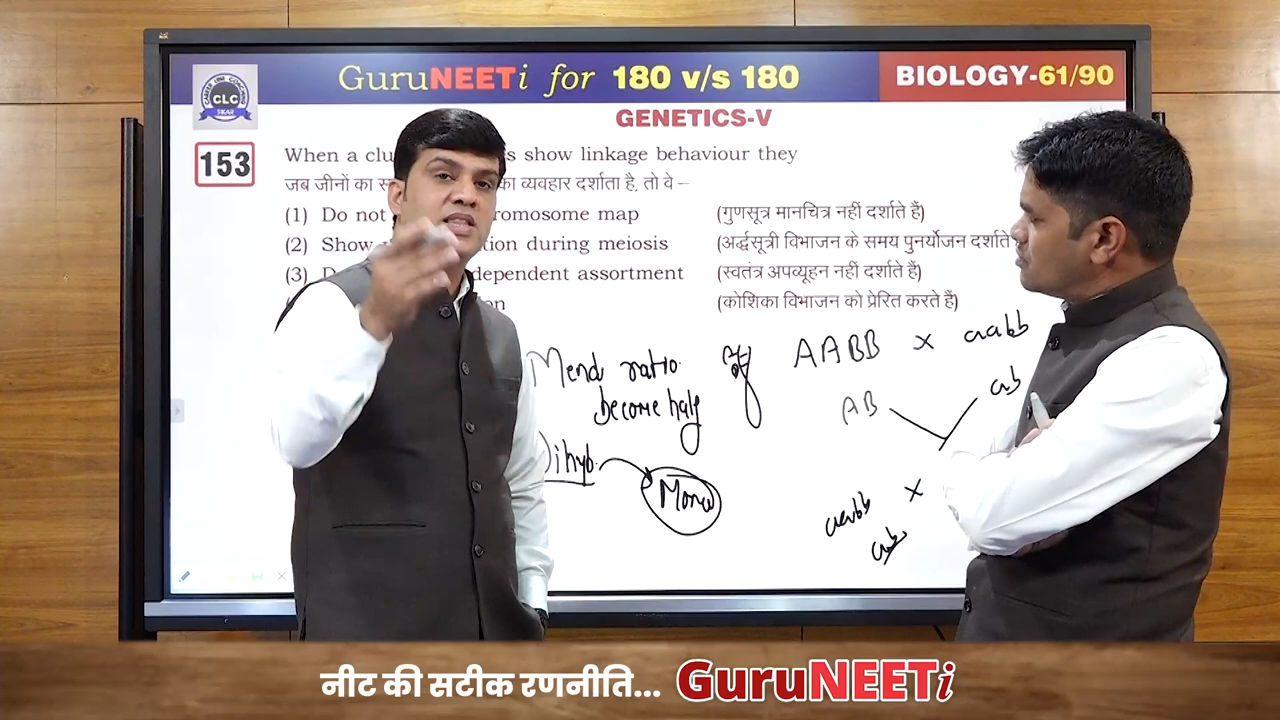 GuruNEETi for 180 v/s 180
BIOLOGY-61/90
CLC
SIKAR
GENETICS-V
153
When a clu s show linkage behaviour they
जब जीनों का का व्यवहार दर्शाता है, तो वे –
(1) Do not romosome map (गुणसूत्र मानचित्र नहीं दर्शाते हैं)
(2) Show tion during meiosis (अर्द्धसूत्री विभाजन के समय पुनर्योजन दर्शाते
(3) D dependent assortment (स्वतंत्र अपव्यूहन नहीं दर्शाते हैं)
on (कोशिका विभाजन को प्रेरित करते हैं)
AABB × aabb
Mend ratio
become half
AB ab
Dihyb.
Mono
aabb ×
ab
नीट की सटीक रणनीति... GuruNEETi